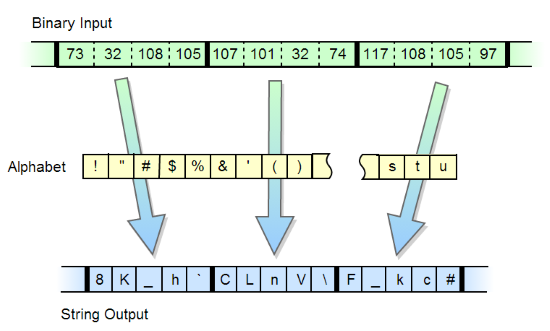 Binary Input
73 32 108 105 107 101 32 74 117 108 105 97
Alphabet ! " # $ % & ' ( ) s t u
8 K _ h ` C L n V \ F _ k c #
String Output